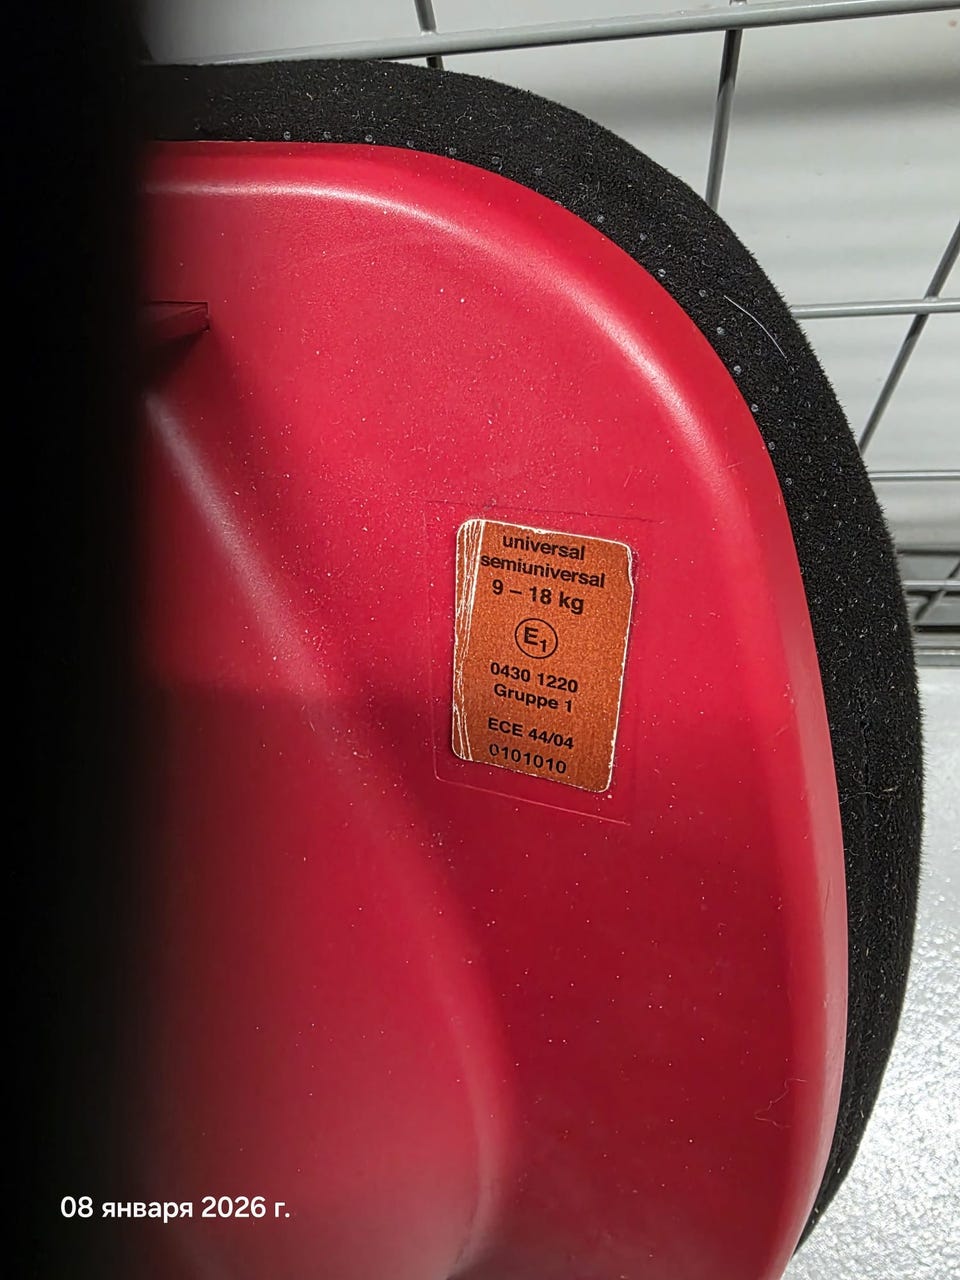 universal
semiuniversal
9 – 18 kg
E1
0430 1220
Gruppe 1
ECE 44/04
0101010
08 января 2026 г.